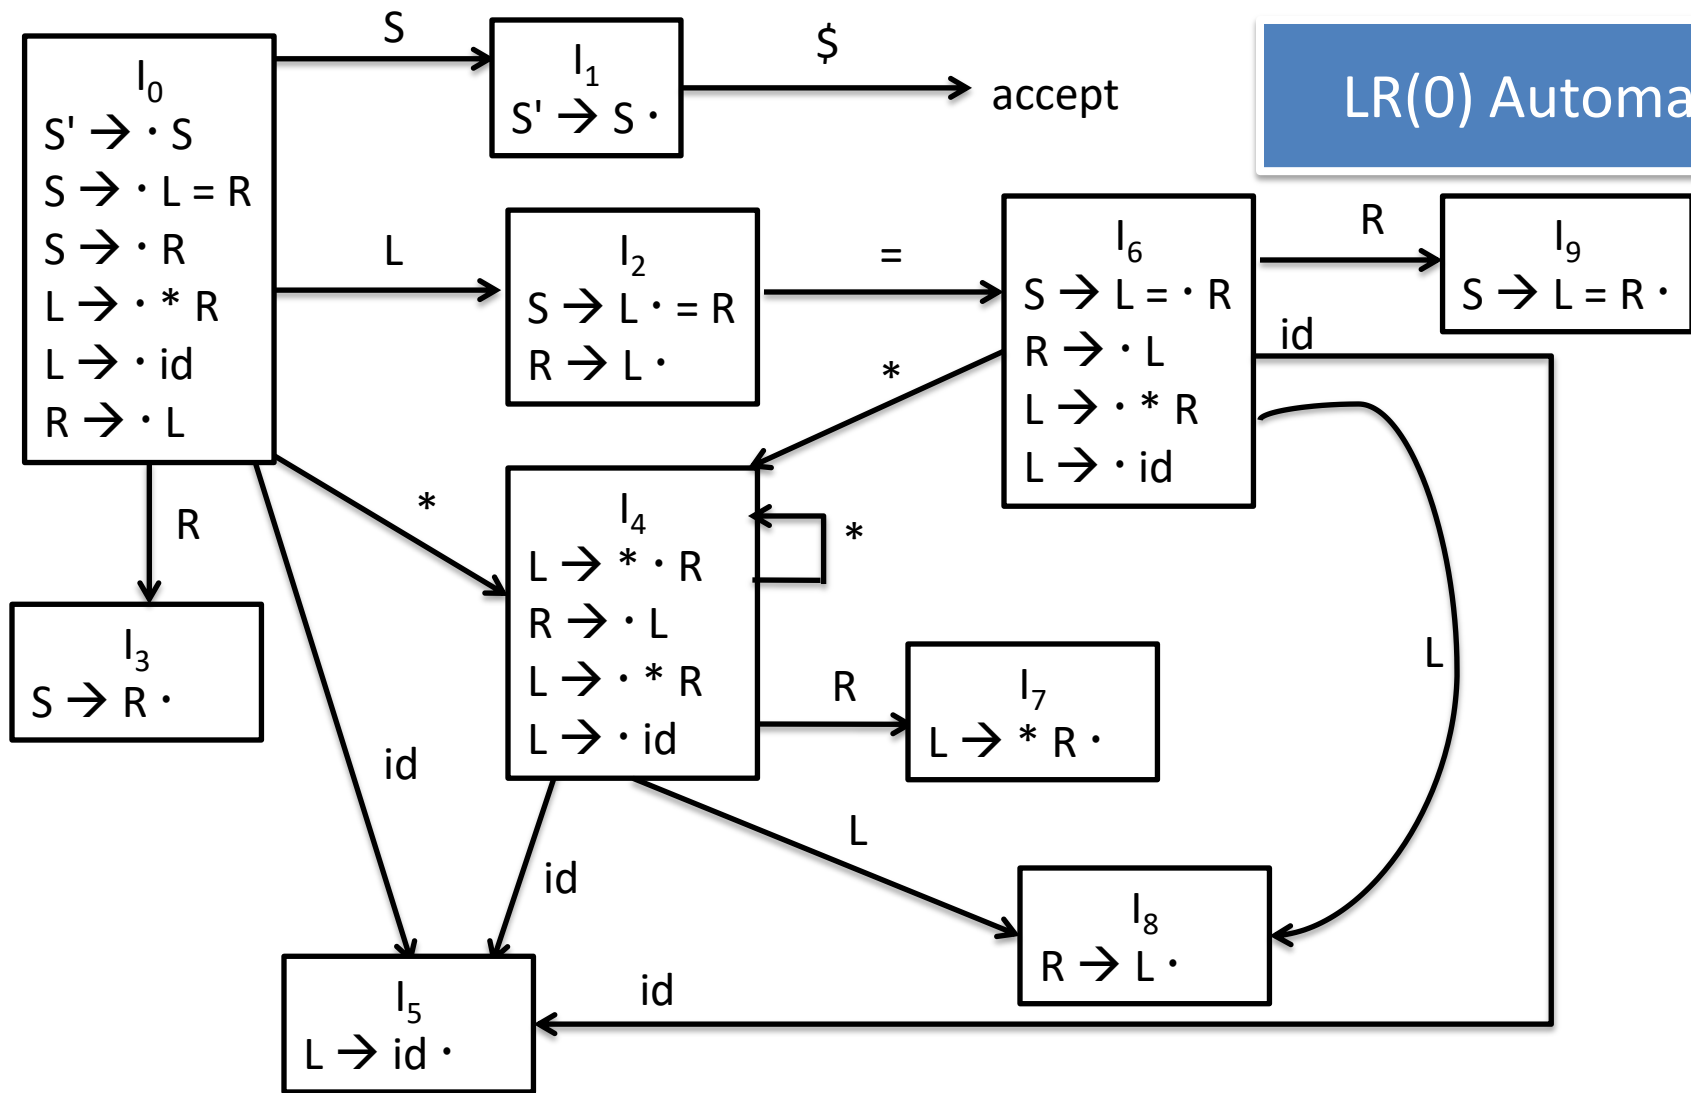 LR(0) Automa
I₀
S' → · S
S → · L = R
S → · R
L → · * R
L → · id
R → · L
S
I₁
S' → S ·
$
accept
L
I₂
S → L · = R
R → L ·
=
I₆
S → L = · R
R → · L
L → · * R
L → · id
R
I₉
S → L = R ·
id
*
*
R
I₃
S → R ·
I₄
L → * · R
R → · L
L → · * R
L → · id
*
R
I₇
L → * R ·
L
id
id
L
I₈
R → L ·
id
I₅
L → id ·